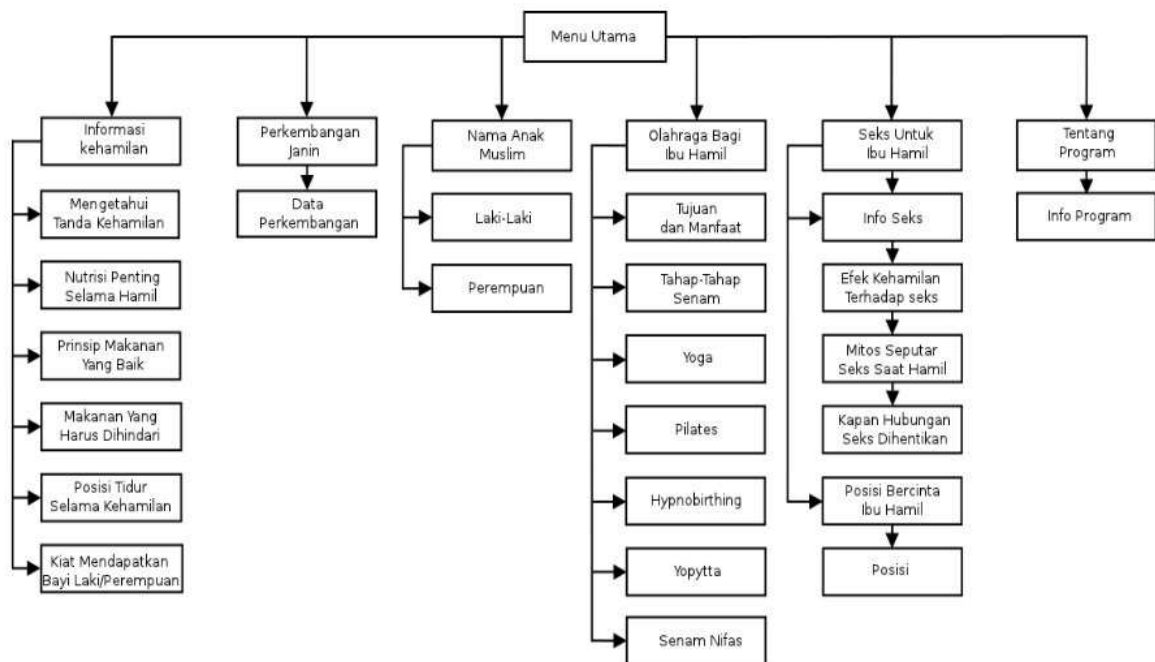 Menu Utama
Informasi
kehamilan
Mengetahui
Tanda Kehamilan
Nutrisi Penting
Selama Hamil
Prinsip Makanan
Yang Baik
Makanan Yang
Harus Dihindari
Posisi Tidur
Selama Kehamilan
Kiat Mendapatkan
Bayi Laki/Perempuan
Perkembangan
Janin
Data
Perkembangan
Nama Anak
Muslim
Laki-Laki
Perempuan
Olahraga Bagi
Ibu Hamil
Tujuan
dan Manfaat
Tahap-Tahap
Senam
Yoga
Pilates
Hypnobirthing
Yopytta
Senam Nifas
Seks Untuk
Ibu Hamil
Info Seks
Efek Kehamilan
Terhadap seks
Mitos Seputar
Seks Saat Hamil
Kapan Hubungan
Seks Dihentikan
Posisi Bercinta
Ibu Hamil
Posisi
Tentang
Program
Info Program